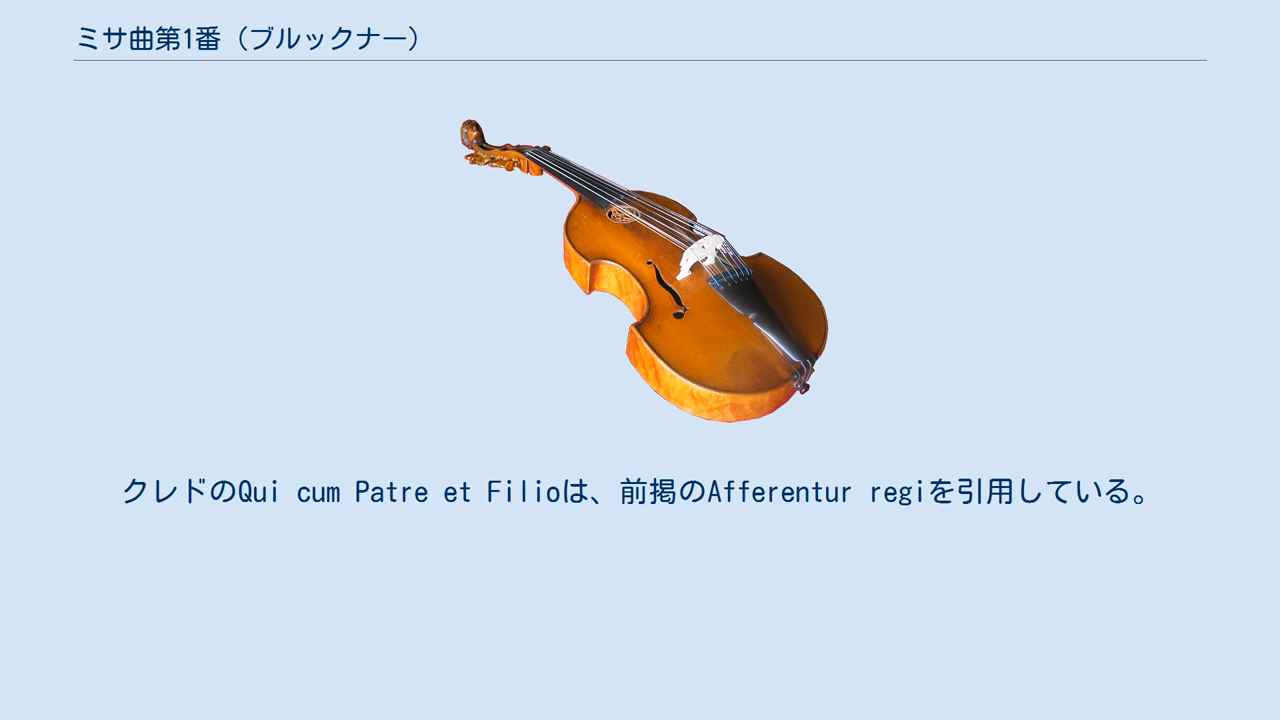 ミサ曲第1番（ブルックナー）
クレドのQui cum Patre et Filioは、前掲のAfferentur regiを引用している。